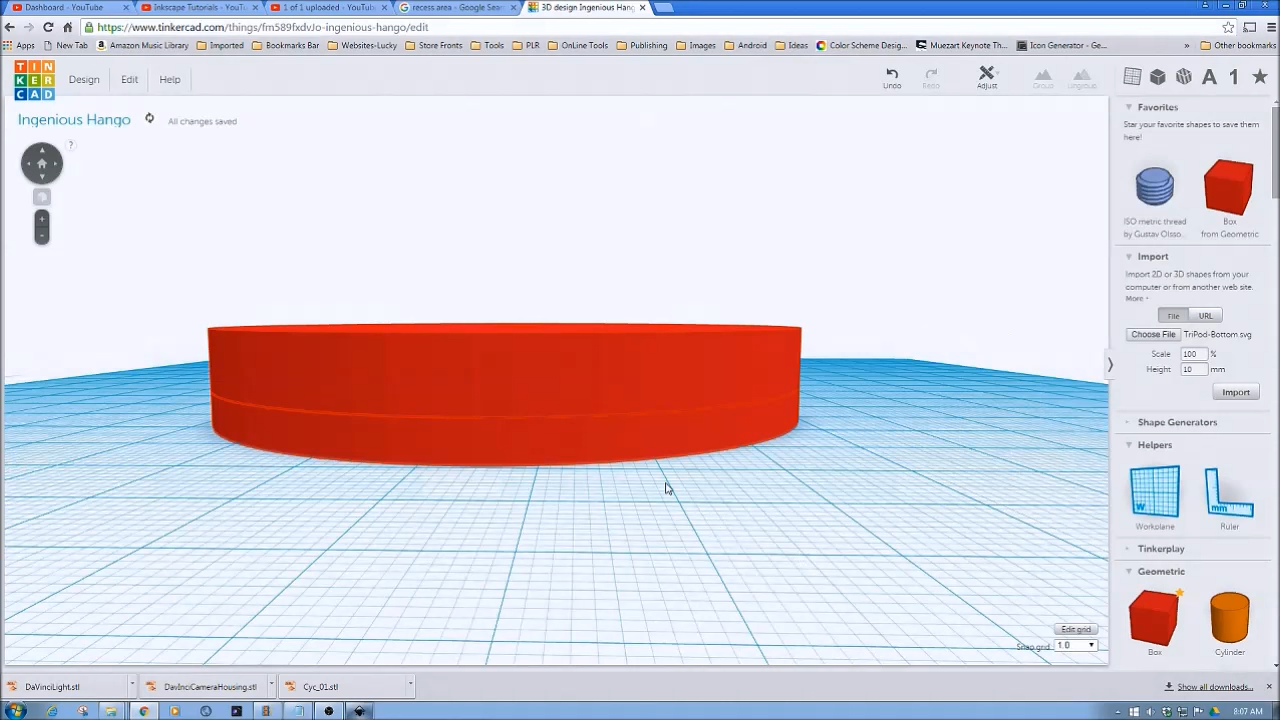 Dashboard - YouTube
Inkscape Tutorials - YouTu
1 of 1 uploaded - YouTube
recess area - Google Sear
3D design Ingenious Hang
https://www.tinkercad.com/things/fm589fxdvJo-ingenious-hango/edit
Apps
New Tab
Amazon Music Library
Imported
Bookmarks Bar
Websites-Lucky
Store Fronts
Tools
PLR
OnLine Tools
Publishing
Images
Android
Ideas
Color Scheme Design...
Muezart Keynote Th...
Icon Generator - Ge...
»
Other bookmarks
TIN
KER
CAD
Design
Edit
Help
Undo
Redo
Adjust
Group
Ungroup
A
1
Ingenious Hango
All changes saved
?
+
-
Favorites
Star your favorite shapes to save them
here!
ISO metric thread
by Gustav Olsso...
Box
from Geometric
Import
Import 2D or 3D shapes from your
computer or from another web site.
More
File
URL
Choose File
TriPod-Bottom.svg
Scale
100
%
Height
10
mm
Import
Shape Generators
Helpers
W
mm
Workplane
Ruler
Tinkerplay
Geometric
Box
Cylinder
Edit grid
Snap grid
1.0
DaVinciLight.stl
DavinciCameraHousing.stl
Cyc_01.stl
Show all downloads...
8:07 AM